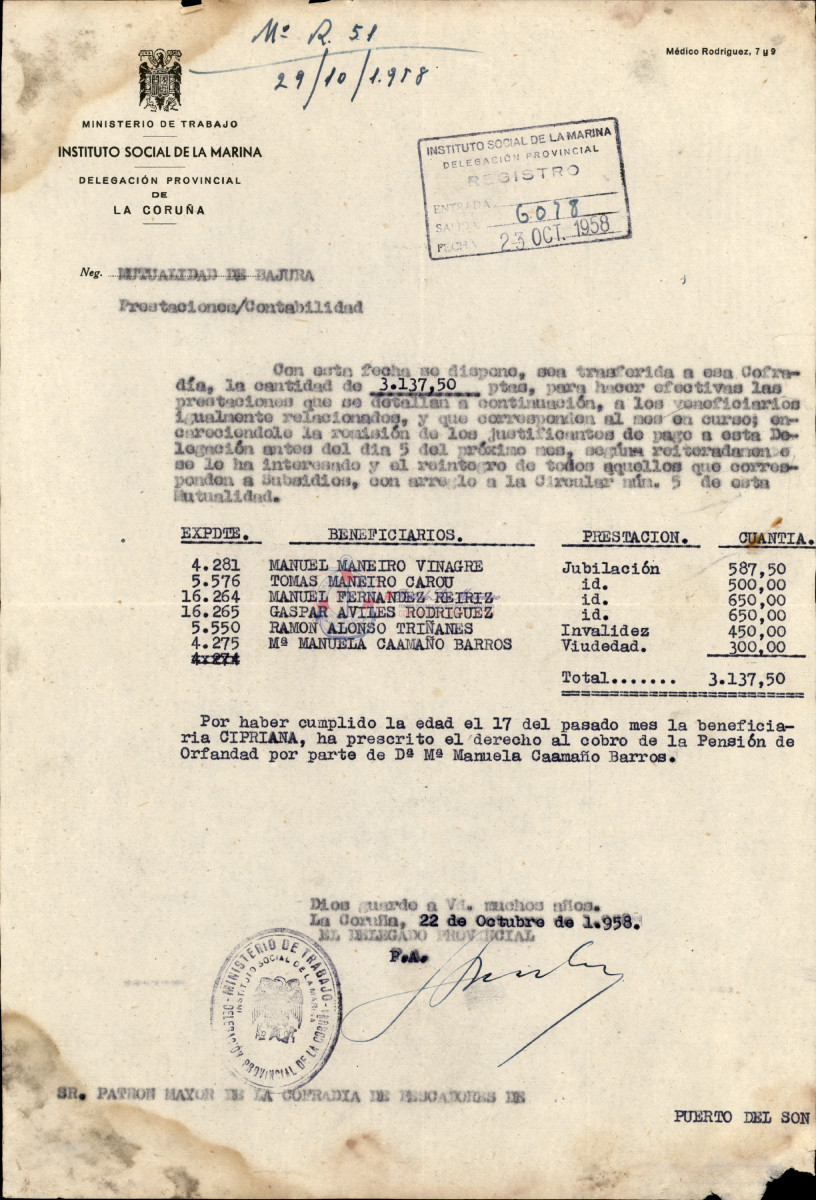 Mº R. 51
29/10/1.958
Médico Rodríguez, 7 y 9
MINISTERIO DE TRABAJO
INSTITUTO SOCIAL DE LA MARINA
DELEGACIÓN PROVINCIAL
DE
LA CORUÑA
INSTITUTO SOCIAL DE LA MARINA
DELEGACIÓN PROVINCIAL
REGISTRO
ENTRADA
SALIDA 6078
FECHA 23 OCT. 1958
Neg. MUTUALIDAD DE BAJURA
Prestaciones/Contabilidad
Con esta fecha se dispone, sea trasferida a esa Cofra-
día, la cantidad de 3.137,50 ptas, para hacer efectivas las
prestaciones que se detallan a continuación, a los veneficiarios
igualmente relacionados, y que corresponden al mes en curso; en-
careciendole la remisión de los justificantes de pago a esta De-
legación antes del día 5 del próximo mes, según reiteradamen e
se le ha interesado y el reintegro de todos aquellos que corres-
ponden a Subsidios, con arreglo a la Circular núm. 5 de esta
Mutualidad.
EXPDTE. BENEFICIARIOS. PRESTACION. CUANTIA.
4.281 MANUEL MANEIRO VINAGRE Jubilación 587,50
5.576 TOMAS MANEIRO CAROU id. 500,00
16.264 MANUEL FERNANDEZ REIRIZ id. 650,00
16.265 GASPAR AVILES RODRIGUEZ id. 650,00
5.550 RAMON ALONSO TRIÑANES Invalidez 450,00
4.275 Mª MANUELA CAAMAÑO BARROS Viudedad. 300,00
4.274
Total....... 3.137,50
Por haber cumplido la edad el 17 del pasado mes la beneficia-
ria CIPRIANA, ha prescrito el derecho al cobro de la Pensión de
Orfandad por parte de Dª Mª Manuela Caamaño Barros.
Dios guarde a Vd. muchos años.
La Coruña, 22 de Octubre de 1.958.
EL DELEGADO PROVINCIAL
P.A.
MINISTERIO DE TRABAJO
INSTITUTO SOCIAL DE LA MARINA
DELEGACIÓN PROVINCIAL DE LA CORUÑA
SR. PATRON MAYOR DE LA COFRADIA DE PESCADORES DE
PUERTO DEL SON